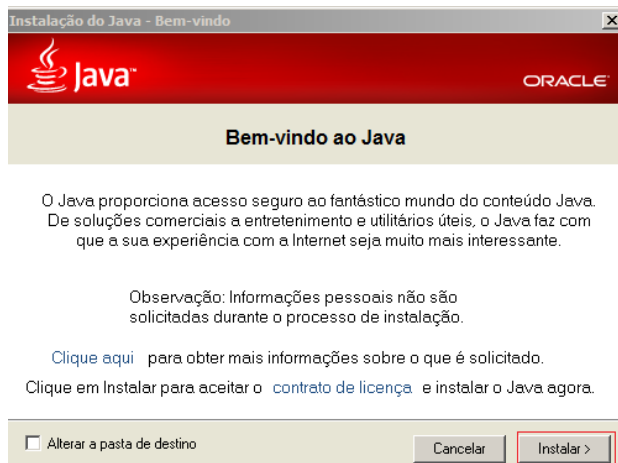 Instalação do Java - Bem-vindo
Java™
ORACLE
Bem-vindo ao Java
O Java proporciona acesso seguro ao fantástico mundo do conteúdo Java.
De soluções comerciais a entretenimento e utilitários úteis, o Java faz com
que a sua experiência com a Internet seja muito mais interessante.
Observação: Informações pessoais não são
solicitadas durante o processo de instalação.
Clique aqui para obter mais informações sobre o que é solicitado.
Clique em Instalar para aceitar o contrato de licença e instalar o Java agora.
Alterar a pasta de destino
Cancelar
Instalar >